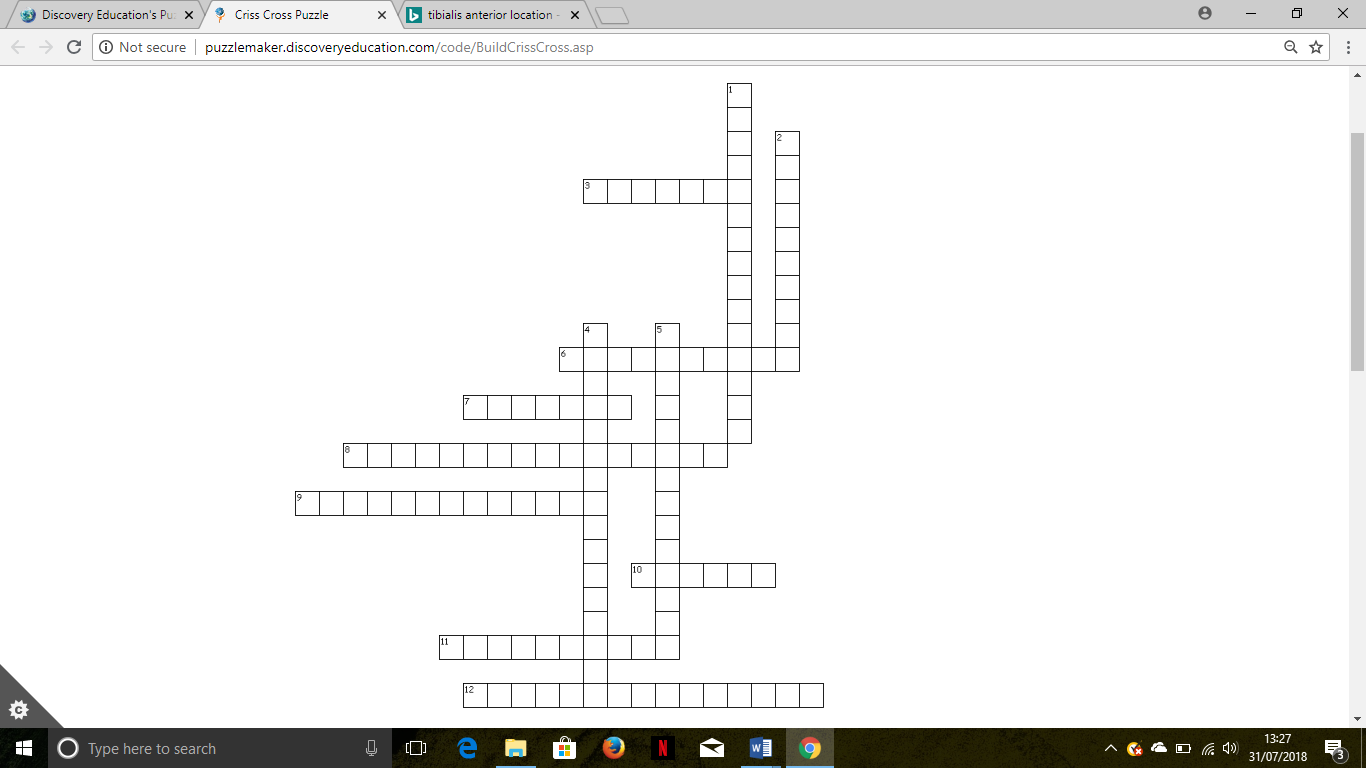 Discovery Education's Pu
Criss Cross Puzzle
tibialis anterior location -
Not secure
puzzlemaker.discoveryeducation.com/code/BuildCrissCross.asp
1
2
3
4
5
6
7
8
9
10
11
12
Type here to search
13:27
31/07/2018
3